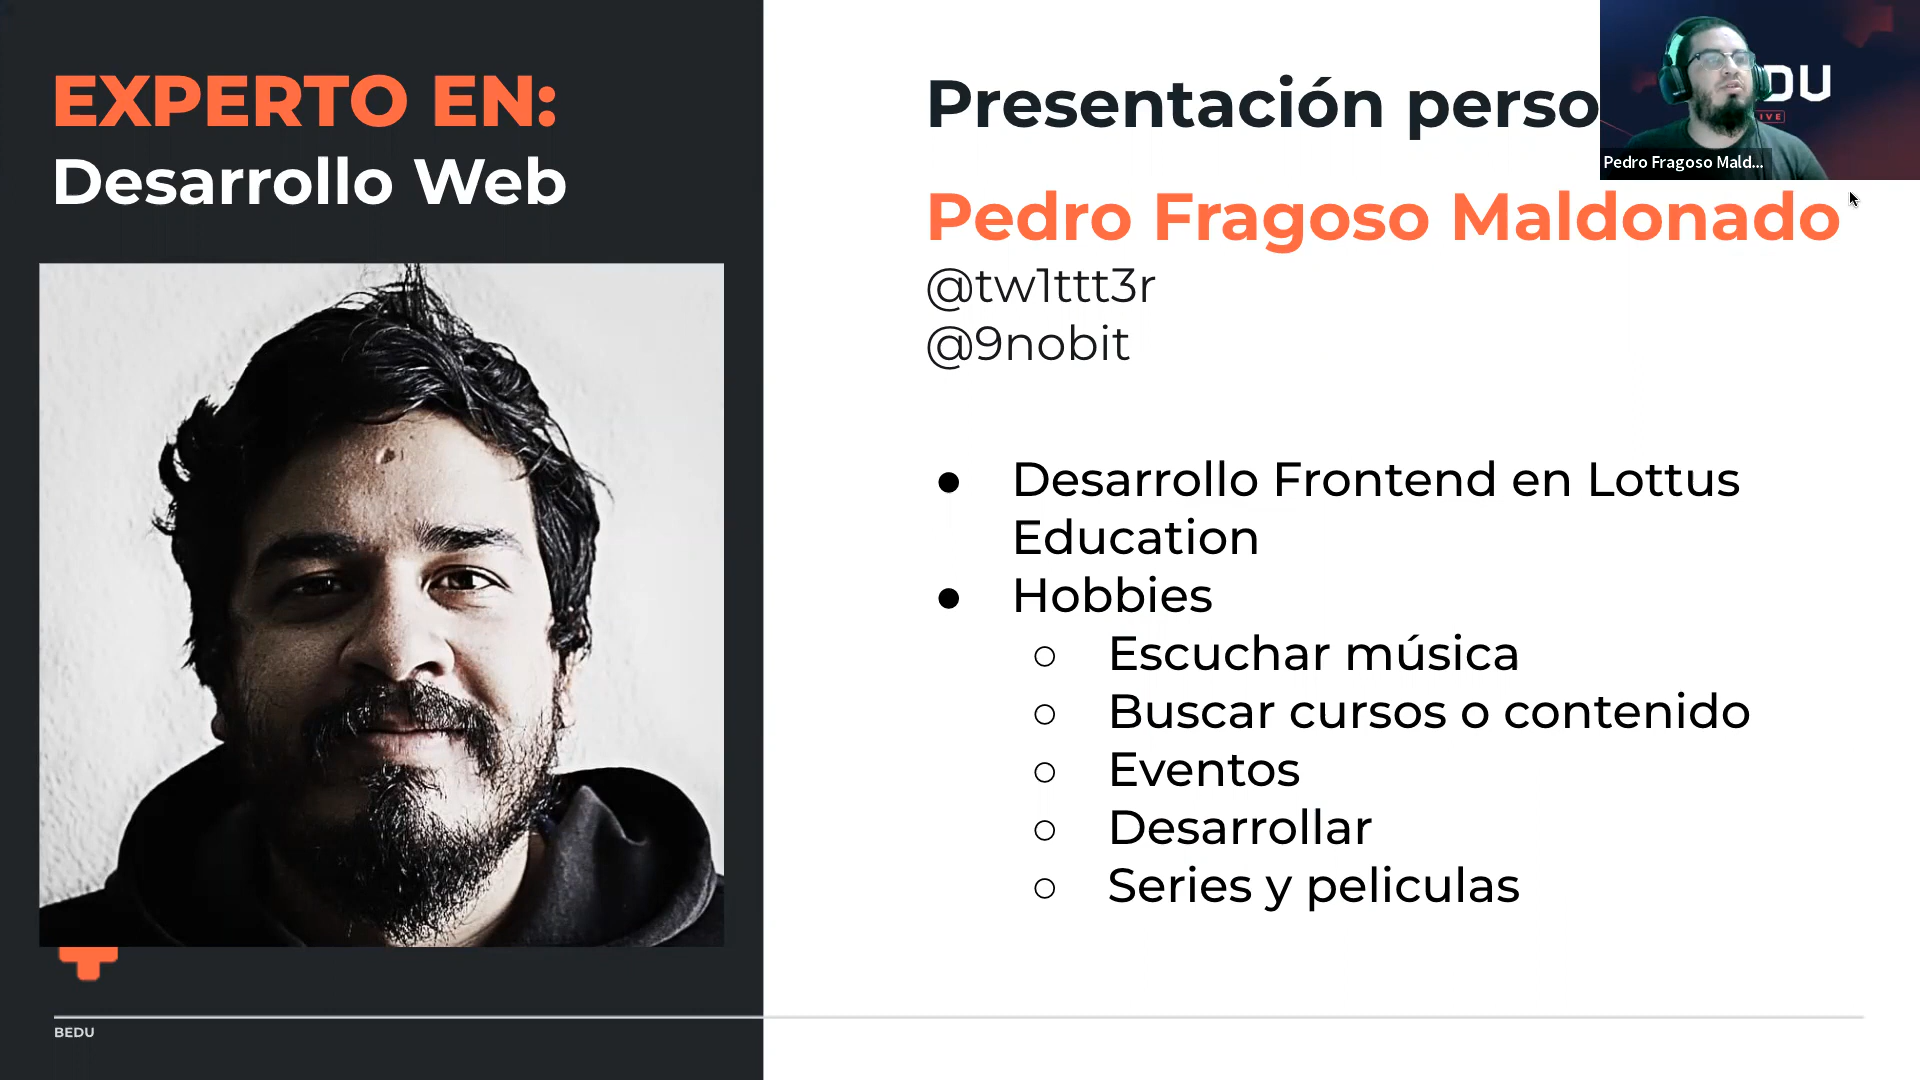 EXPERTO EN:
Desarrollo Web
BEDU
Presentación perso
Pedro Fragoso Maldonado
@tw1ttt3r
@9nobit
● Desarrollo Frontend en Lottus
Education
● Hobbies
○ Escuchar música
○ Buscar cursos o contenido
○ Eventos
○ Desarrollar
○ Series y peliculas
DU
IVE
Pedro Fragoso Mald...